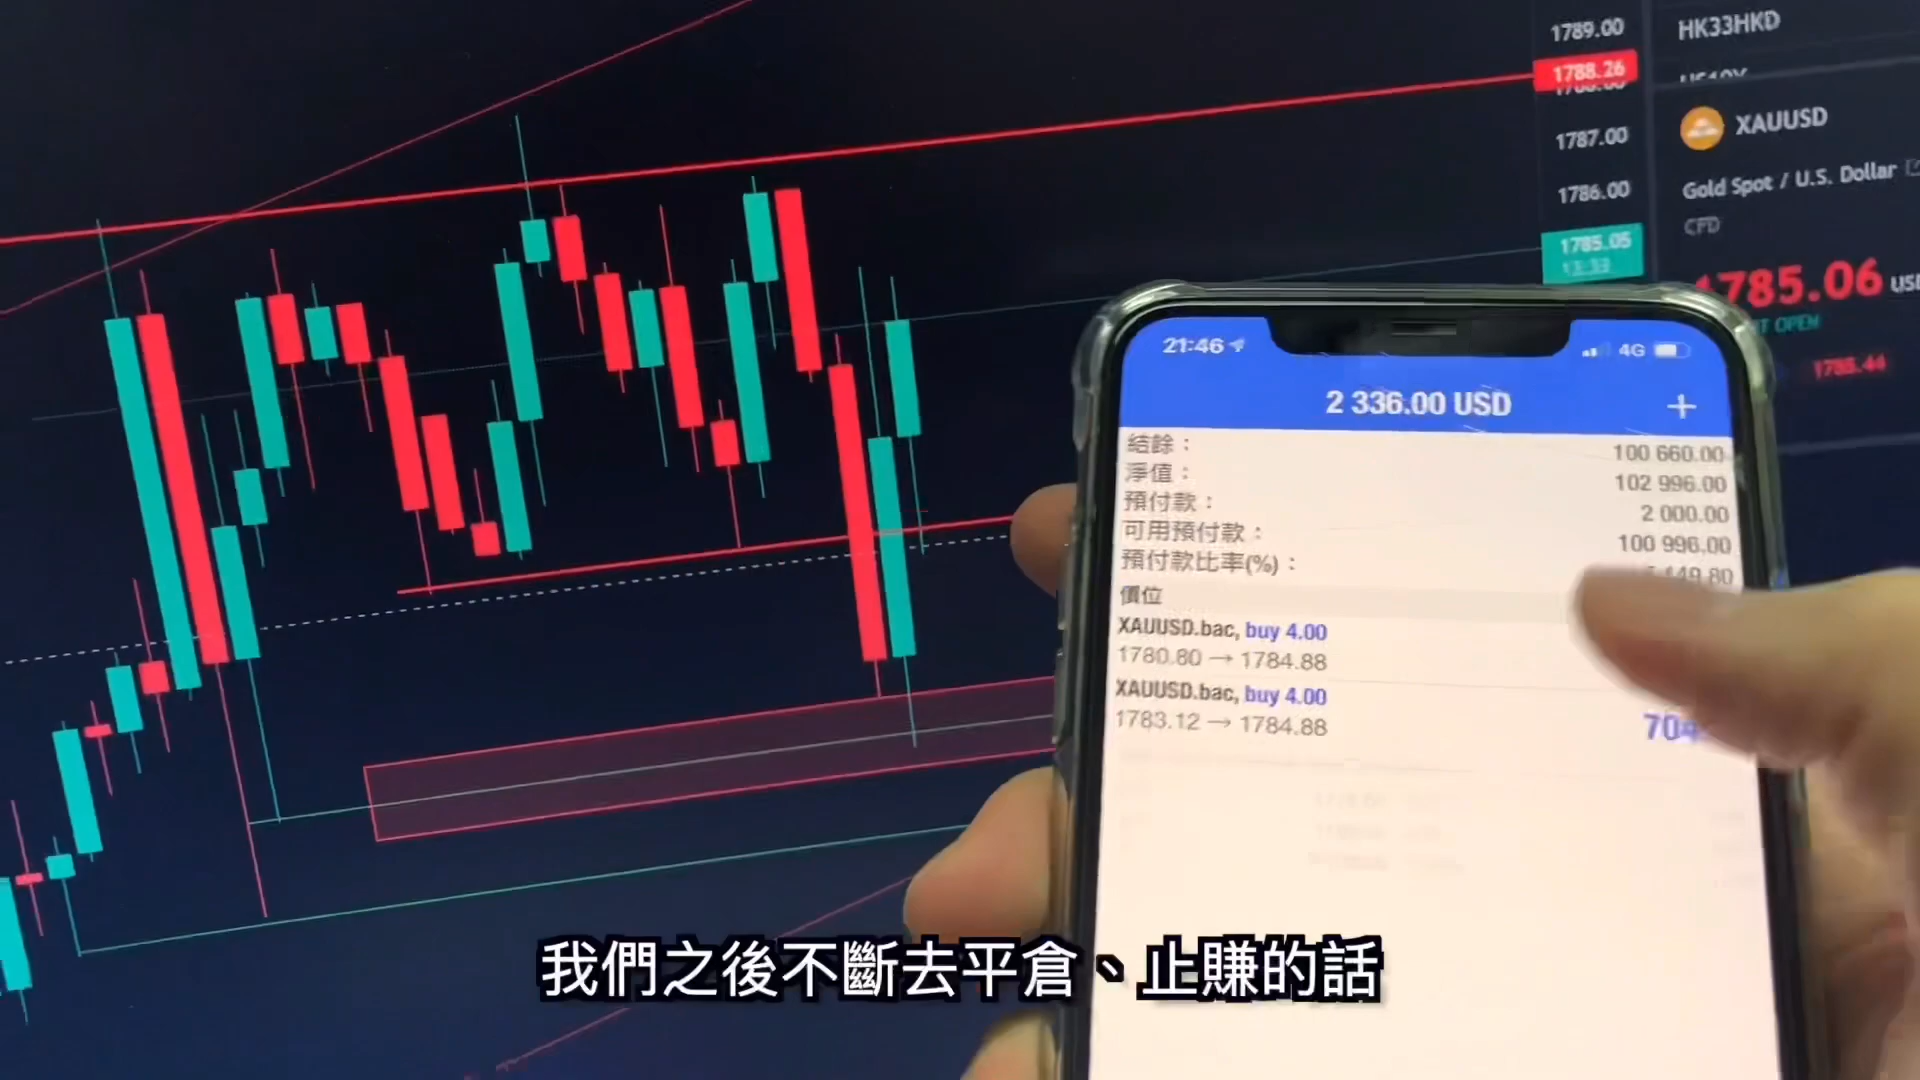 1789.00
1788.26
1787.00
1786.00
1785.05
HK33HKD
XAUUSD
Gold Spot / U.S. Dollar
CFD
1785.06
1785.44
21:46
4G
2 336.00 USD
+
結餘：
100 660.00
淨值：
102 996.00
預付款：
2 000.00
可用預付款：
100 996.00
預付款比率(%)：
價位
XAUUSD.bac, buy 4.00
1780.80 → 1784.88
XAUUSD.bac, buy 4.00
1783.12 → 1784.88
我們之後不斷去平倉、止賺的話